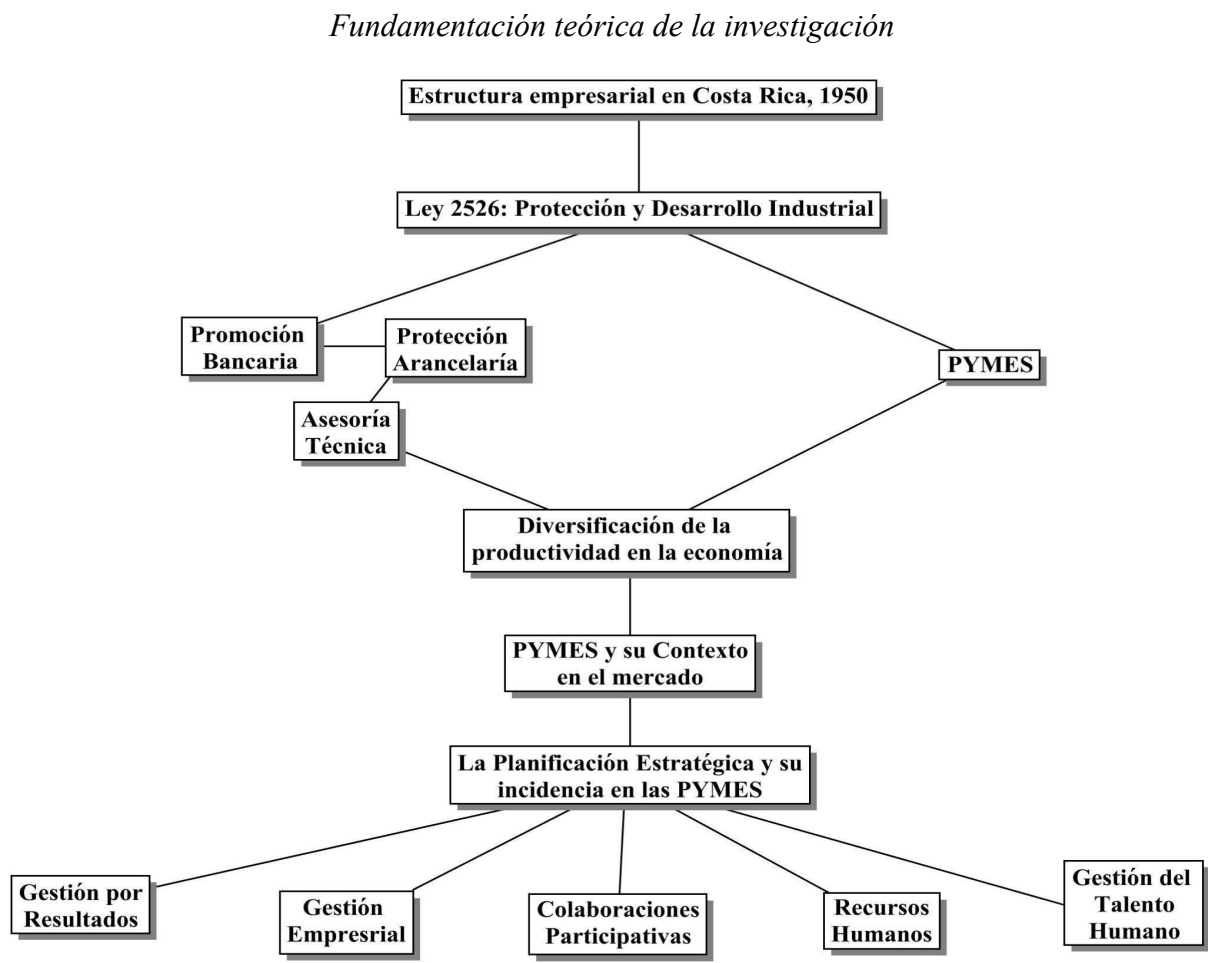 Fundamentación teórica de la investigación
Estructura empresarial en Costa Rica, 1950
Ley 2526: Protección y Desarrollo Industrial
Promoción
Bancaria
Protección
Arancelaría
PYMES
Asesoría
Técnica
Diversificación de la
productividad en la economía
PYMES y su Contexto
en el mercado
La Planificación Estratégica y su
incidencia en las PYMES
Gestión por
Resultados
Gestión
Empresrial
Colaboraciones
Participativas
Recursos
Humanos
Gestión del
Talento
Humano